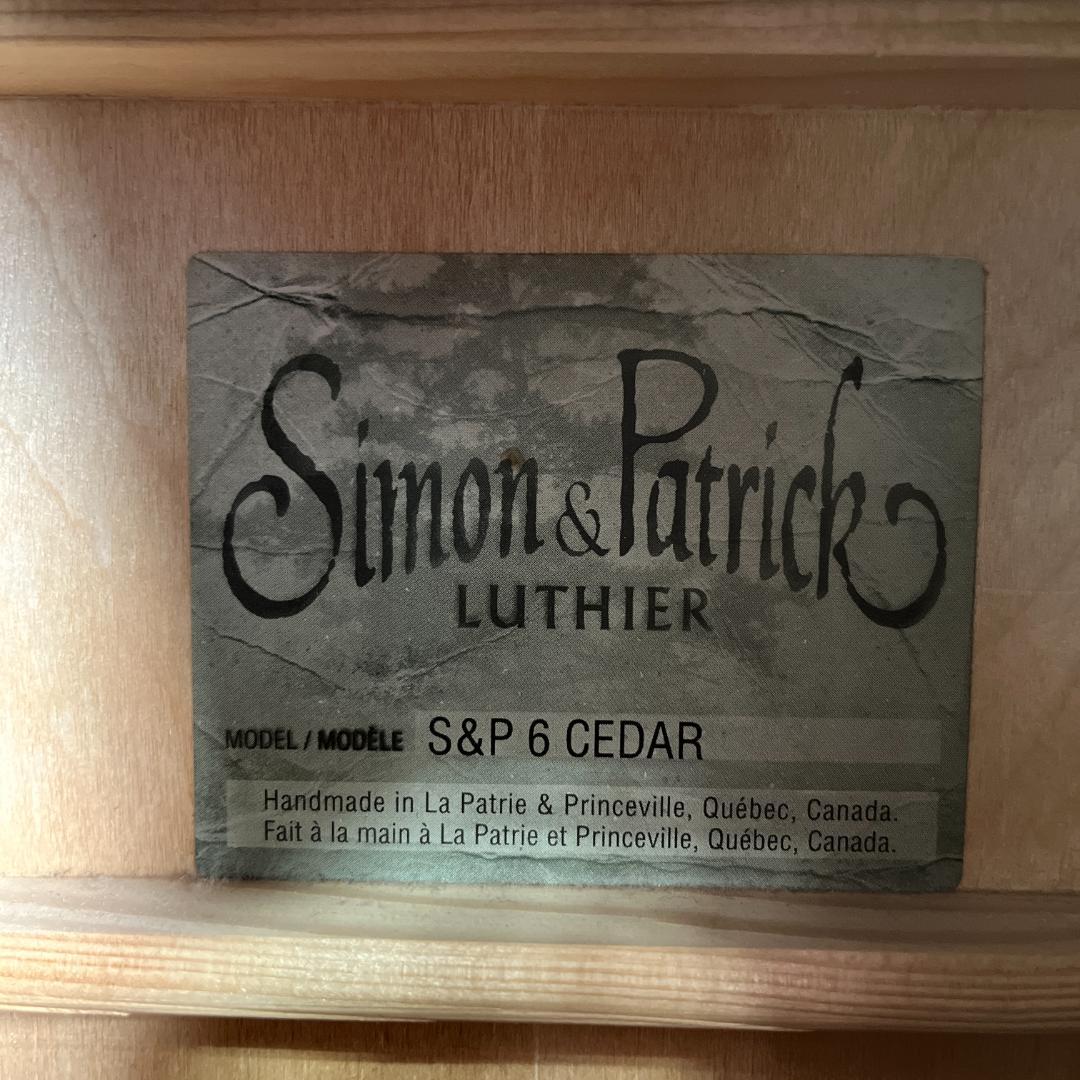 Simon & Patrick
LUTHIER
MODEL / MODÈLE S&P 6 CEDAR
Handmade in La Patrie & Princeville, Québec, Canada.
Fait à la main à La Patrie et Princeville, Québec, Canada.